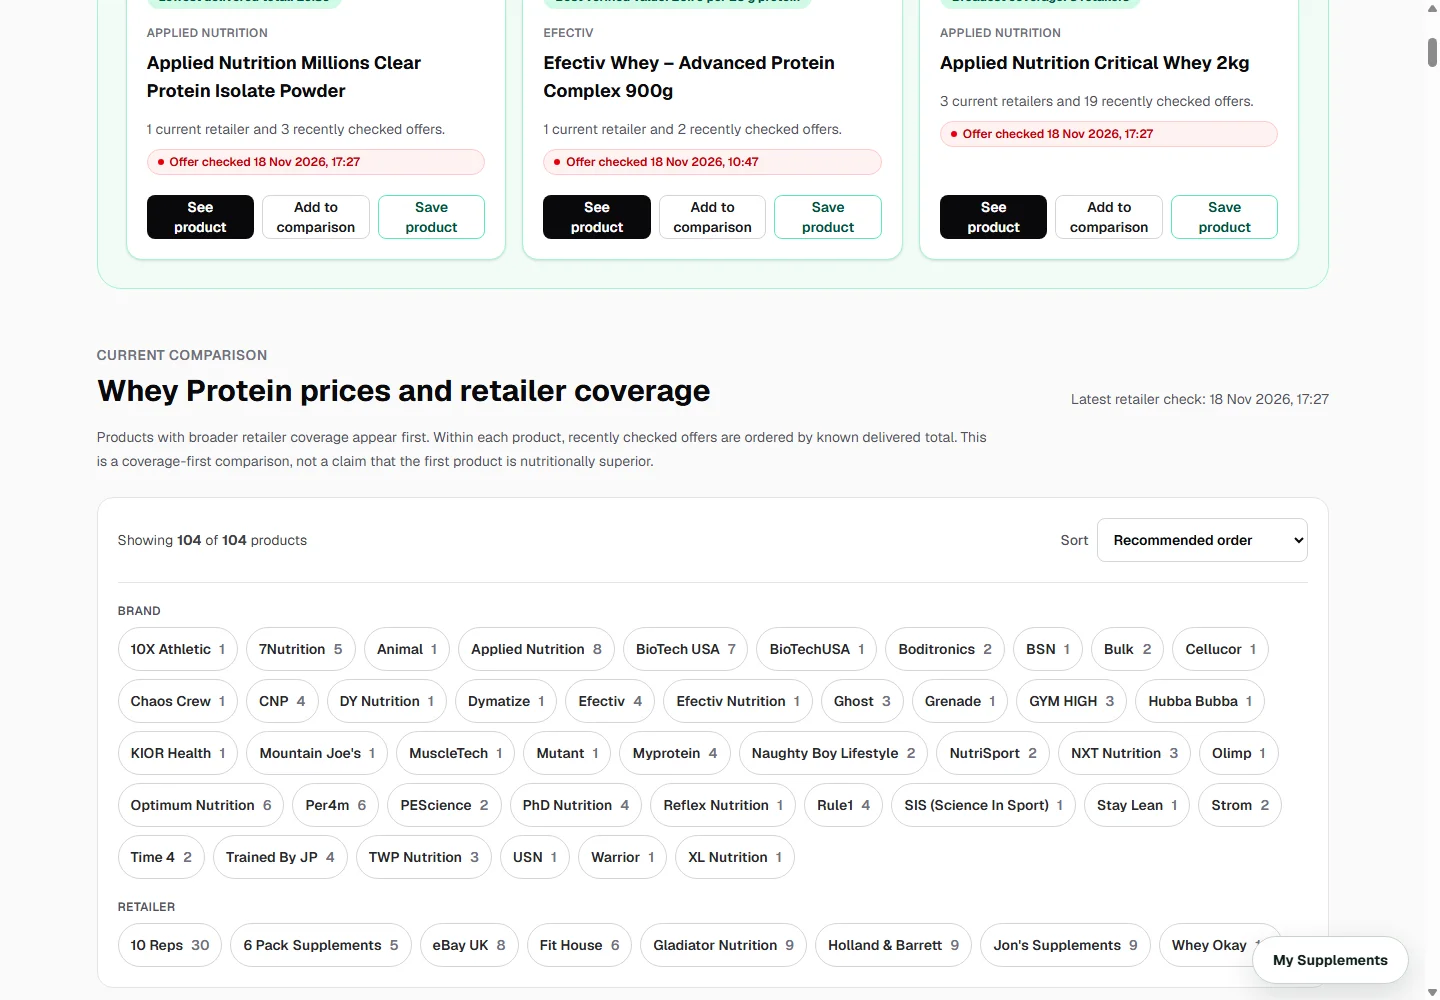 APPLIED NUTRITION
Applied Nutrition Millions Clear
Protein Isolate Powder
1 current retailer and 3 recently checked offers.
Offer checked 18 Nov 2026, 17:27
See
product
Add to
comparison
Save
product
EFECTIV
Efectiv Whey – Advanced Protein
Complex 900g
1 current retailer and 2 recently checked offers.
Offer checked 18 Nov 2026, 10:47
See
product
Add to
comparison
Save
product
APPLIED NUTRITION
Applied Nutrition Critical Whey 2kg
3 current retailers and 19 recently checked offers.
Offer checked 18 Nov 2026, 17:27
See
product
Add to
comparison
Save
product
CURRENT COMPARISON
Whey Protein prices and retailer coverage
Latest retailer check: 18 Nov 2026, 17:27
Products with broader retailer coverage appear first. Within each product, recently checked offers are ordered by known delivered total. This
is a coverage-first comparison, not a claim that the first product is nutritionally superior.
Showing 104 of 104 products
Sort Recommended order
BRAND
10X Athletic 1 7Nutrition 5 Animal 1 Applied Nutrition 8 BioTech USA 7 BioTechUSA 1 Boditronics 2 BSN 1 Bulk 2 Cellucor 1
Chaos Crew 1 CNP 4 DY Nutrition 1 Dymatize 1 Efectiv 4 Efectiv Nutrition 1 Ghost 3 Grenade 1 GYM HIGH 3 Hubba Bubba 1
KIOR Health 1 Mountain Joe's 1 MuscleTech 1 Mutant 1 Myprotein 4 Naughty Boy Lifestyle 2 NutriSport 2 NXT Nutrition 3 Olimp 1
Optimum Nutrition 6 Per4m 6 PEScience 2 PhD Nutrition 4 Reflex Nutrition 1 Rule1 4 SIS (Science In Sport) 1 Stay Lean 1 Strom 2
Time 4 2 Trained By JP 4 TWP Nutrition 3 USN 1 Warrior 1 XL Nutrition 1
RETAILER
10 Reps 30 6 Pack Supplements 5 eBay UK 8 Fit House 6 Gladiator Nutrition 9 Holland & Barrett 9 Jon's Supplements 9 Whey Okay
My Supplements